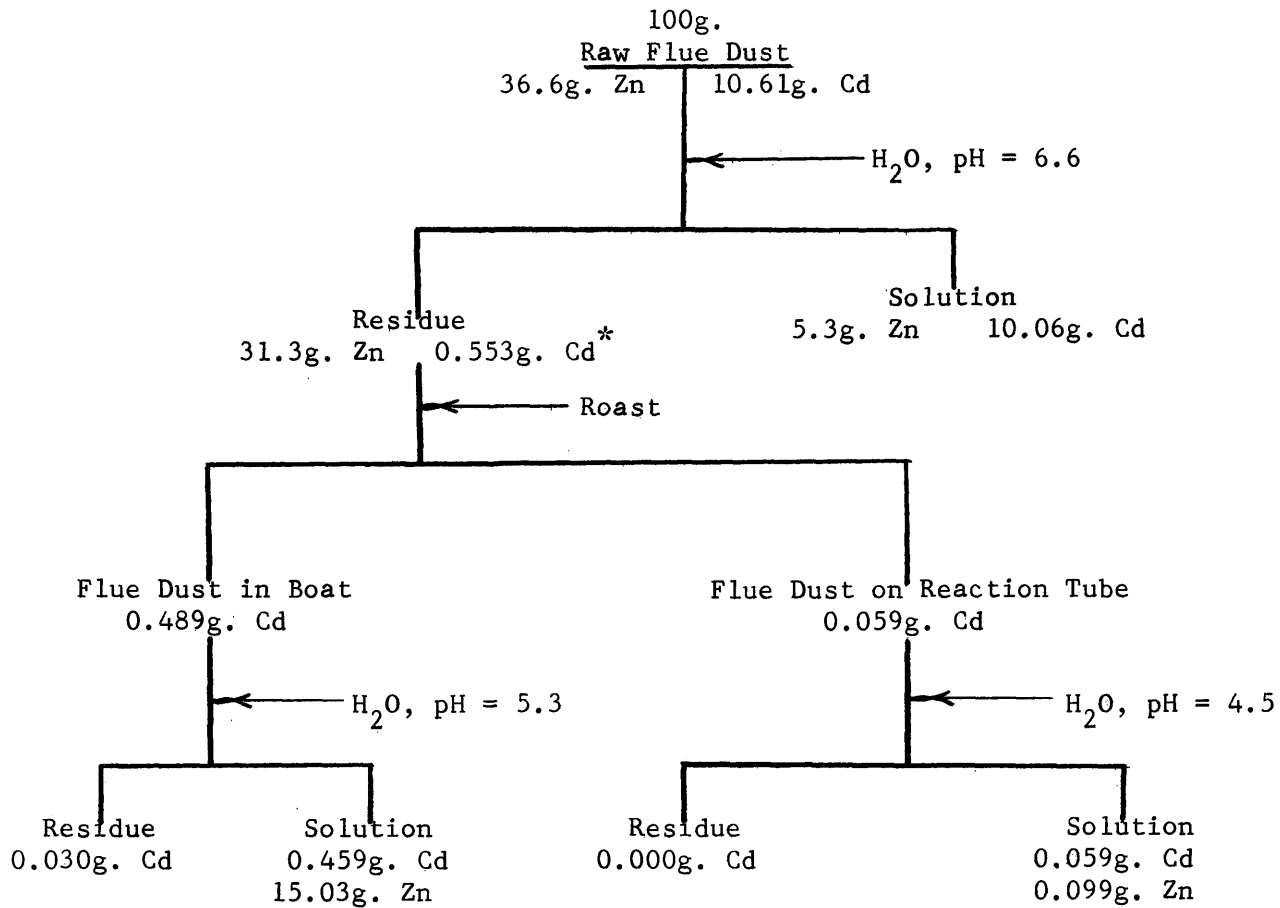 100g.
Raw Flue Dust
36.6g. Zn 10.61g. Cd
H2O, pH = 6.6
Residue
31.3g. Zn 0.553g. Cd*
Solution
5.3g. Zn 10.06g. Cd
Roast
Flue Dust in Boat
0.489g. Cd
Flue Dust on Reaction Tube
0.059g. Cd
H2O, pH = 5.3
H2O, pH = 4.5
Residue
0.030g. Cd
Solution
0.459g. Cd
15.03g. Zn
Residue
0.000g. Cd
Solution
0.059g. Cd
0.099g. Zn